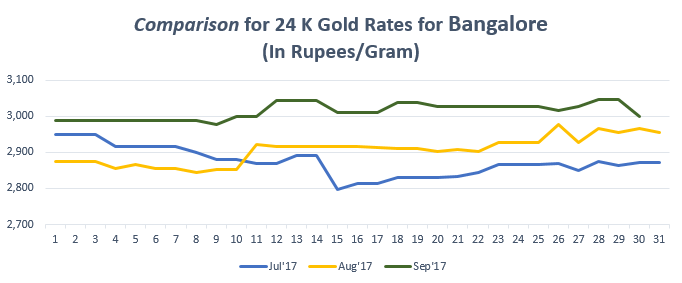 Comparison for 24 K Gold Rates for Bangalore
(In Rupees/Gram)
3,100
3,000
2,900
2,800
2,700
1 2 3 4 5 6 7 8 9 10 11 12 13 14 15 16 17 18 19 20 21 22 23 24 25 26 27 28 29 30 31
Jul'17 Aug'17 Sep'17